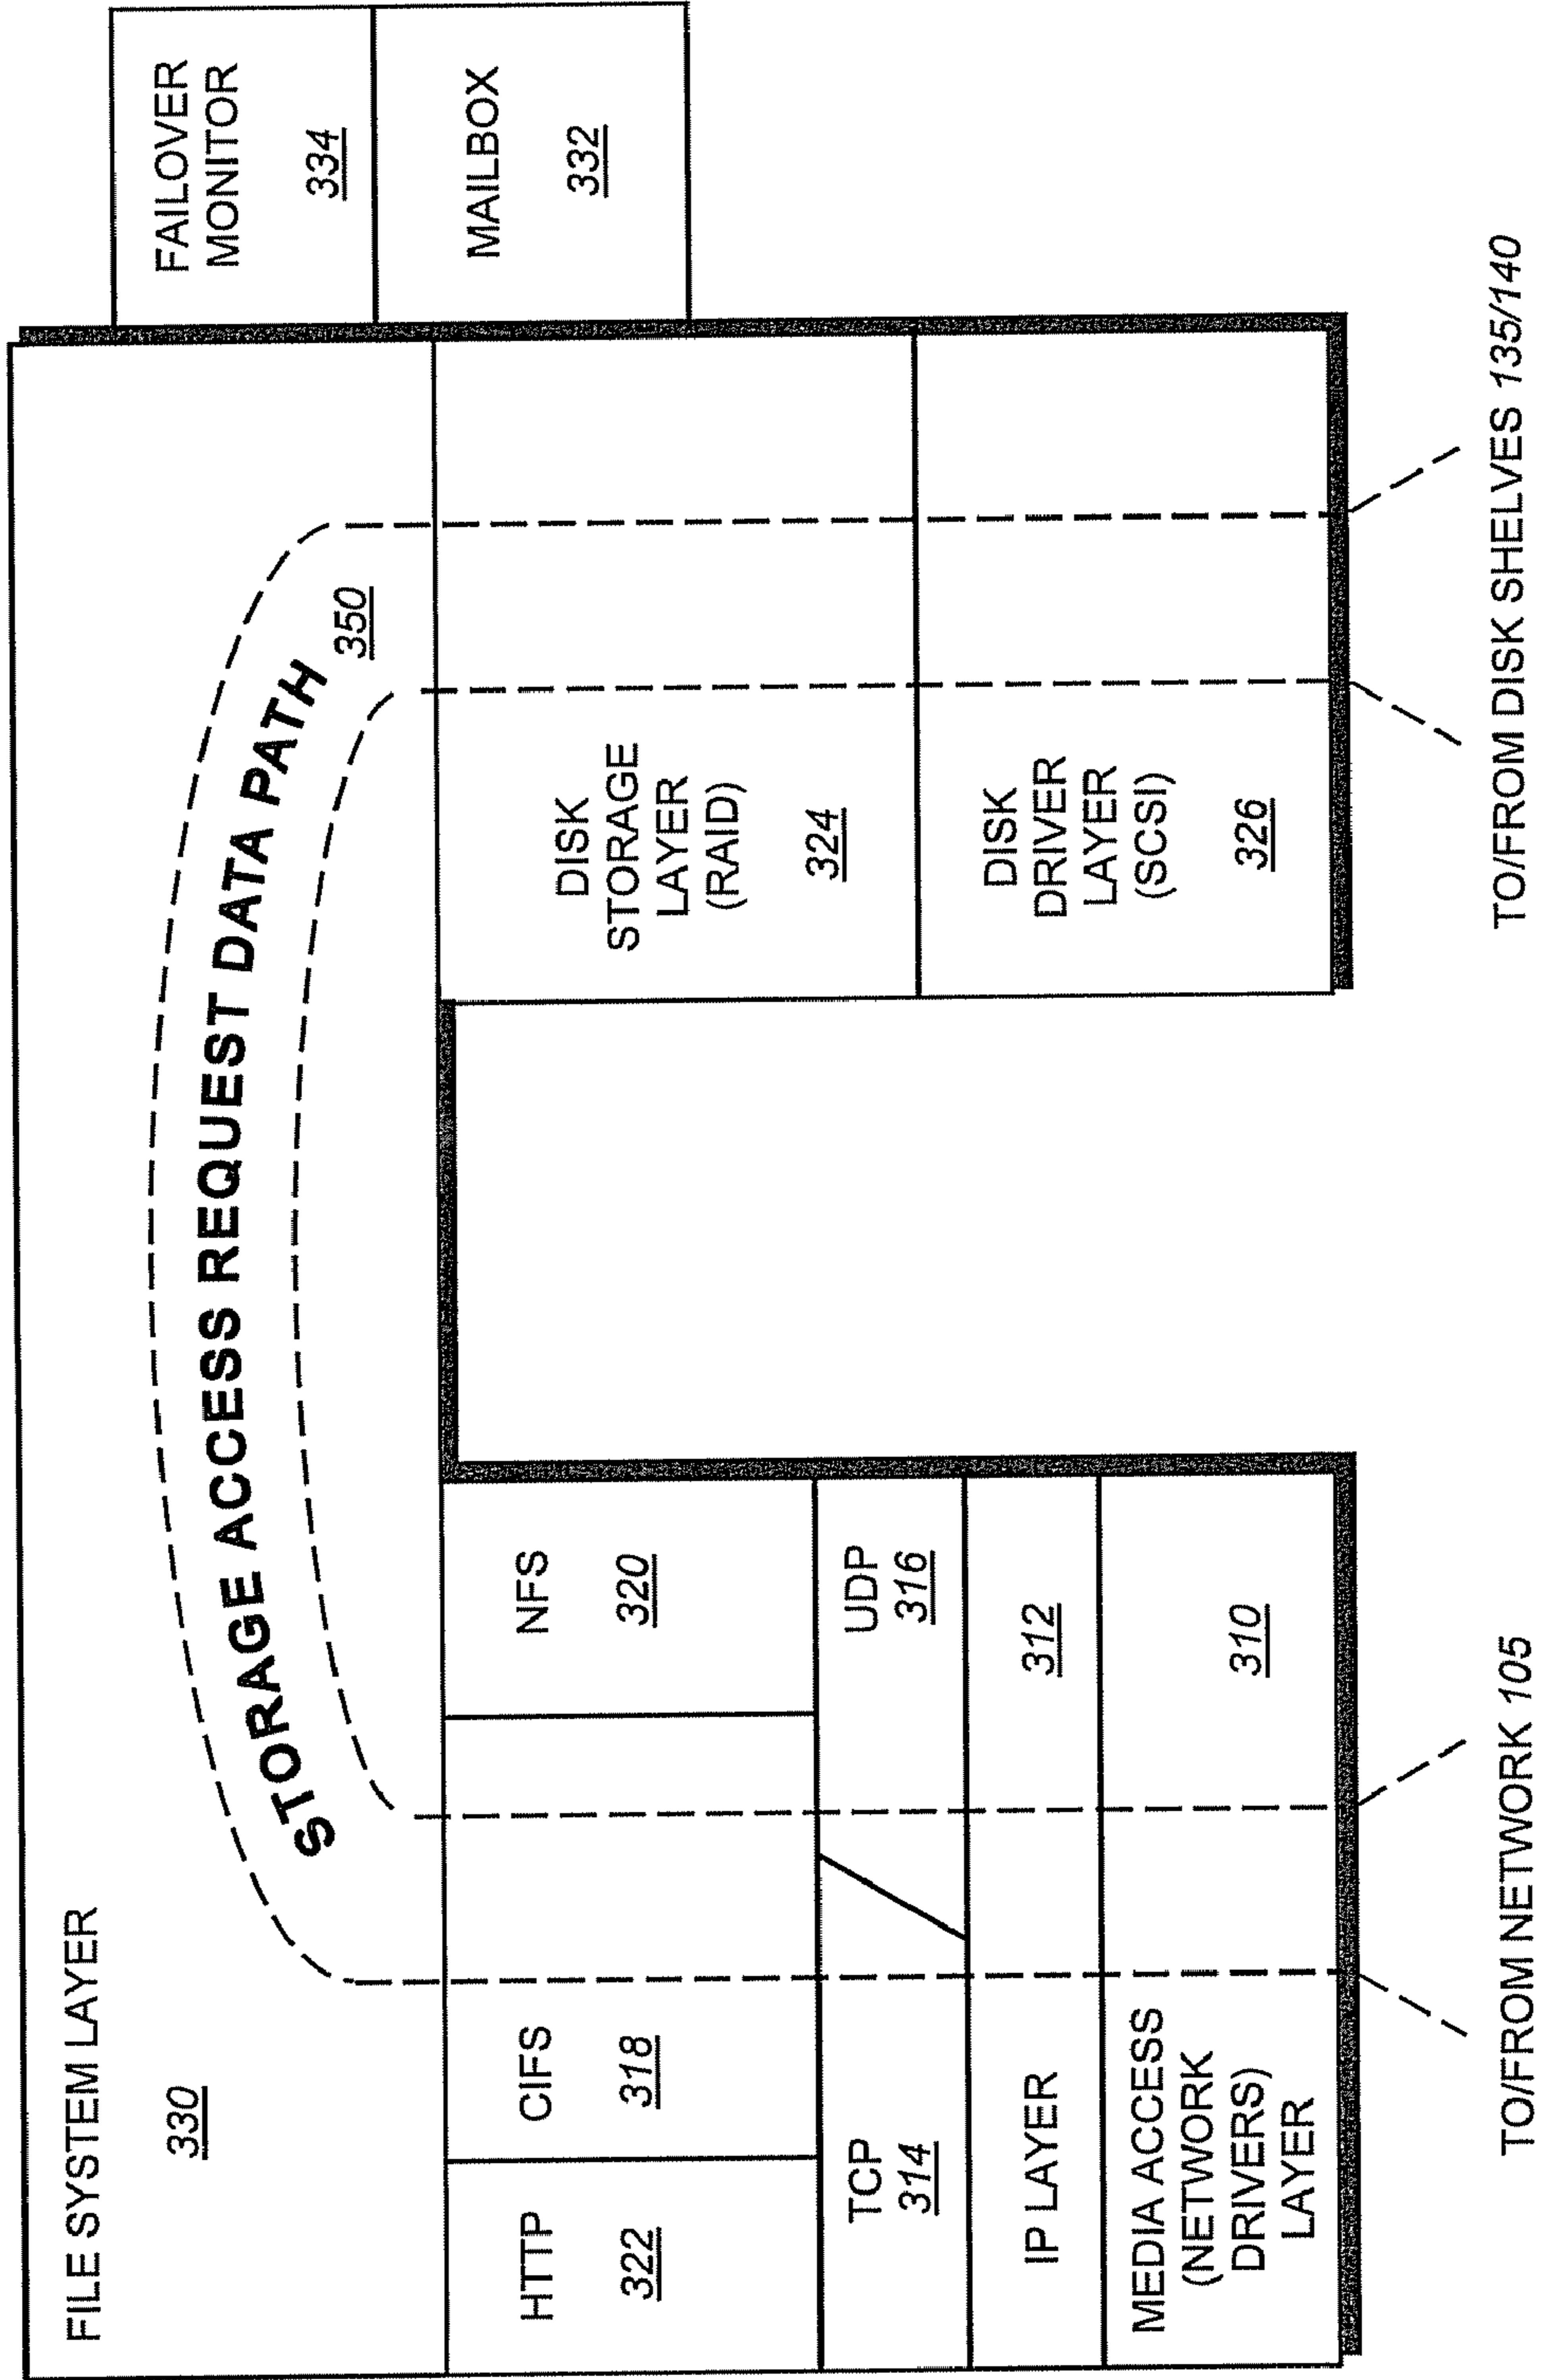 FILE SYSTEM LAYER
330
STORAGE ACCESS REQUEST DATA PATH
350
FAILOVER
MONITOR
334
MAILBOX
332
HTTP
322
CIFS
318
NFS
320
TCP
314
UDP
316
IP LAYER
312
MEDIA ACCESS
(NETWORK
DRIVERS)
LAYER
310
DISK
STORAGE
LAYER
(RAID)
324
DISK
DRIVER
LAYER
(SCSI)
326
TO/FROM NETWORK 105
TO/FROM DISK SHELVES 135/140